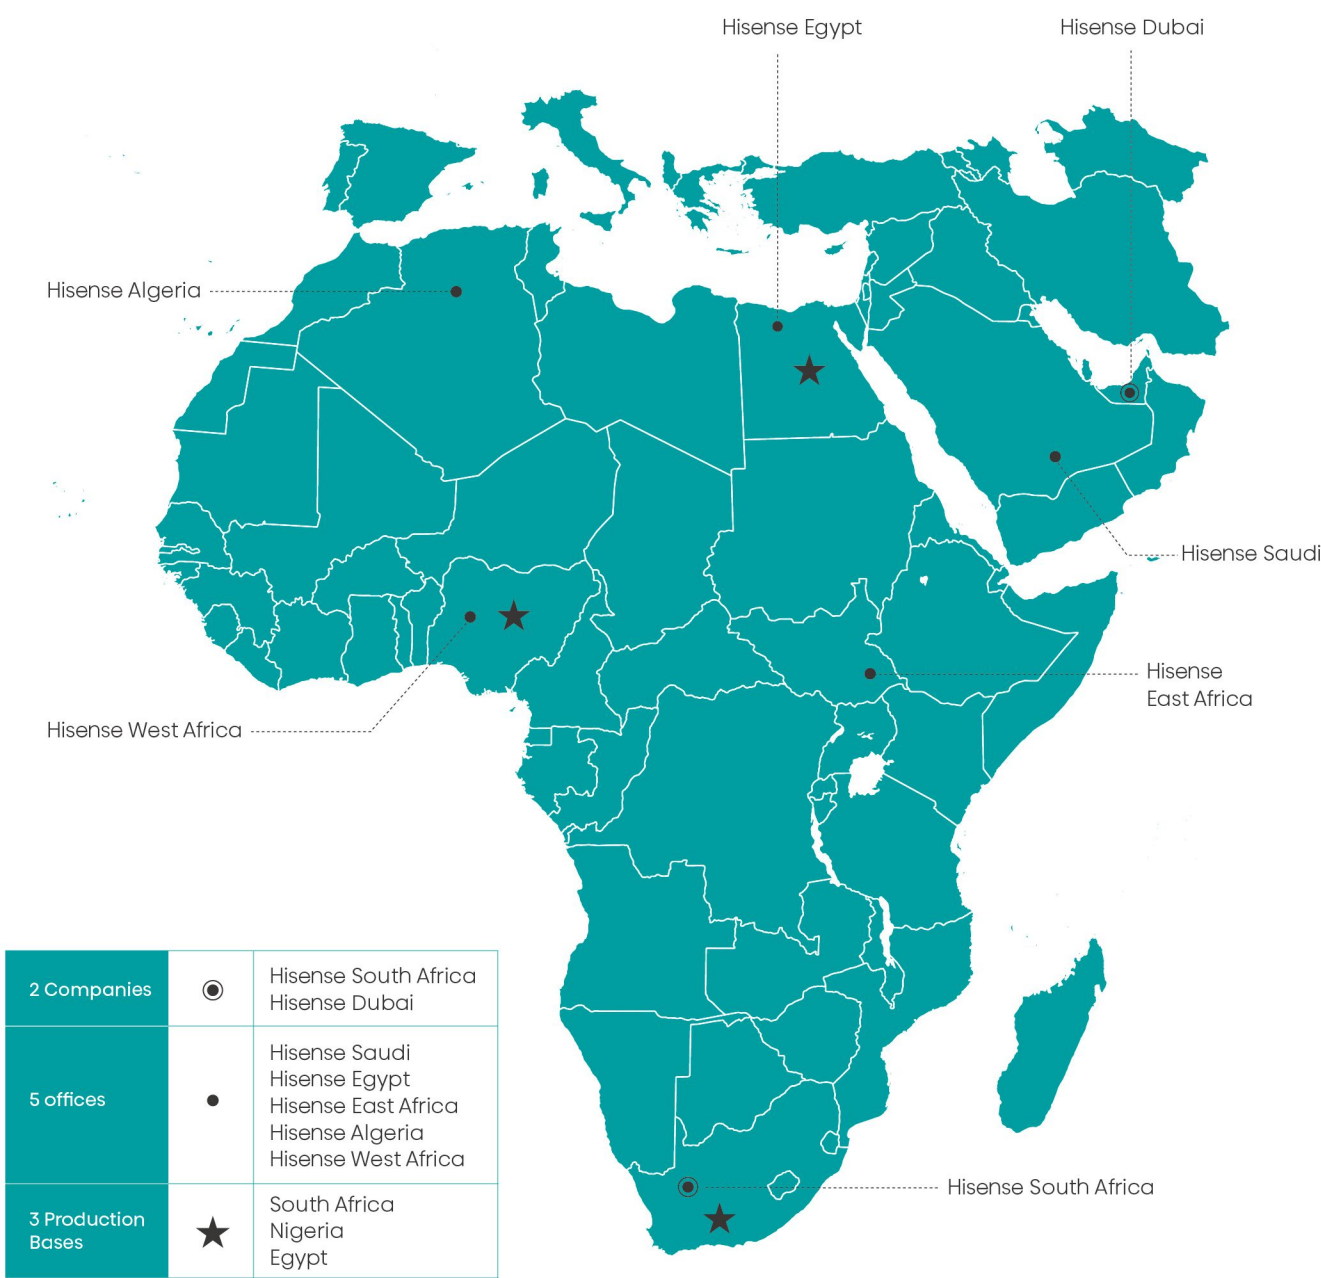 Hisense Egypt
Hisense Dubai
Hisense Algeria
Hisense Saudi
Hisense
East Africa
Hisense West Africa
Hisense South Africa
2 Companies
Hisense South Africa
Hisense Dubai
5 offices
Hisense Saudi
Hisense Egypt
Hisense East Africa
Hisense Algeria
Hisense West Africa
3 Production
Bases
South Africa
Nigeria
Egypt